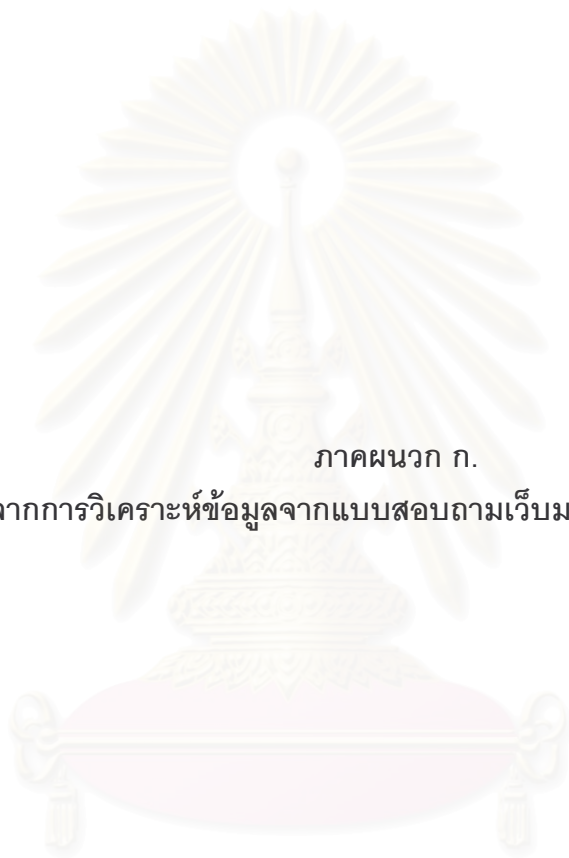 ภาคผนวก ก.
ากการวิเคราะห์ข้อมูลจากแบบสอบถามเว็บม